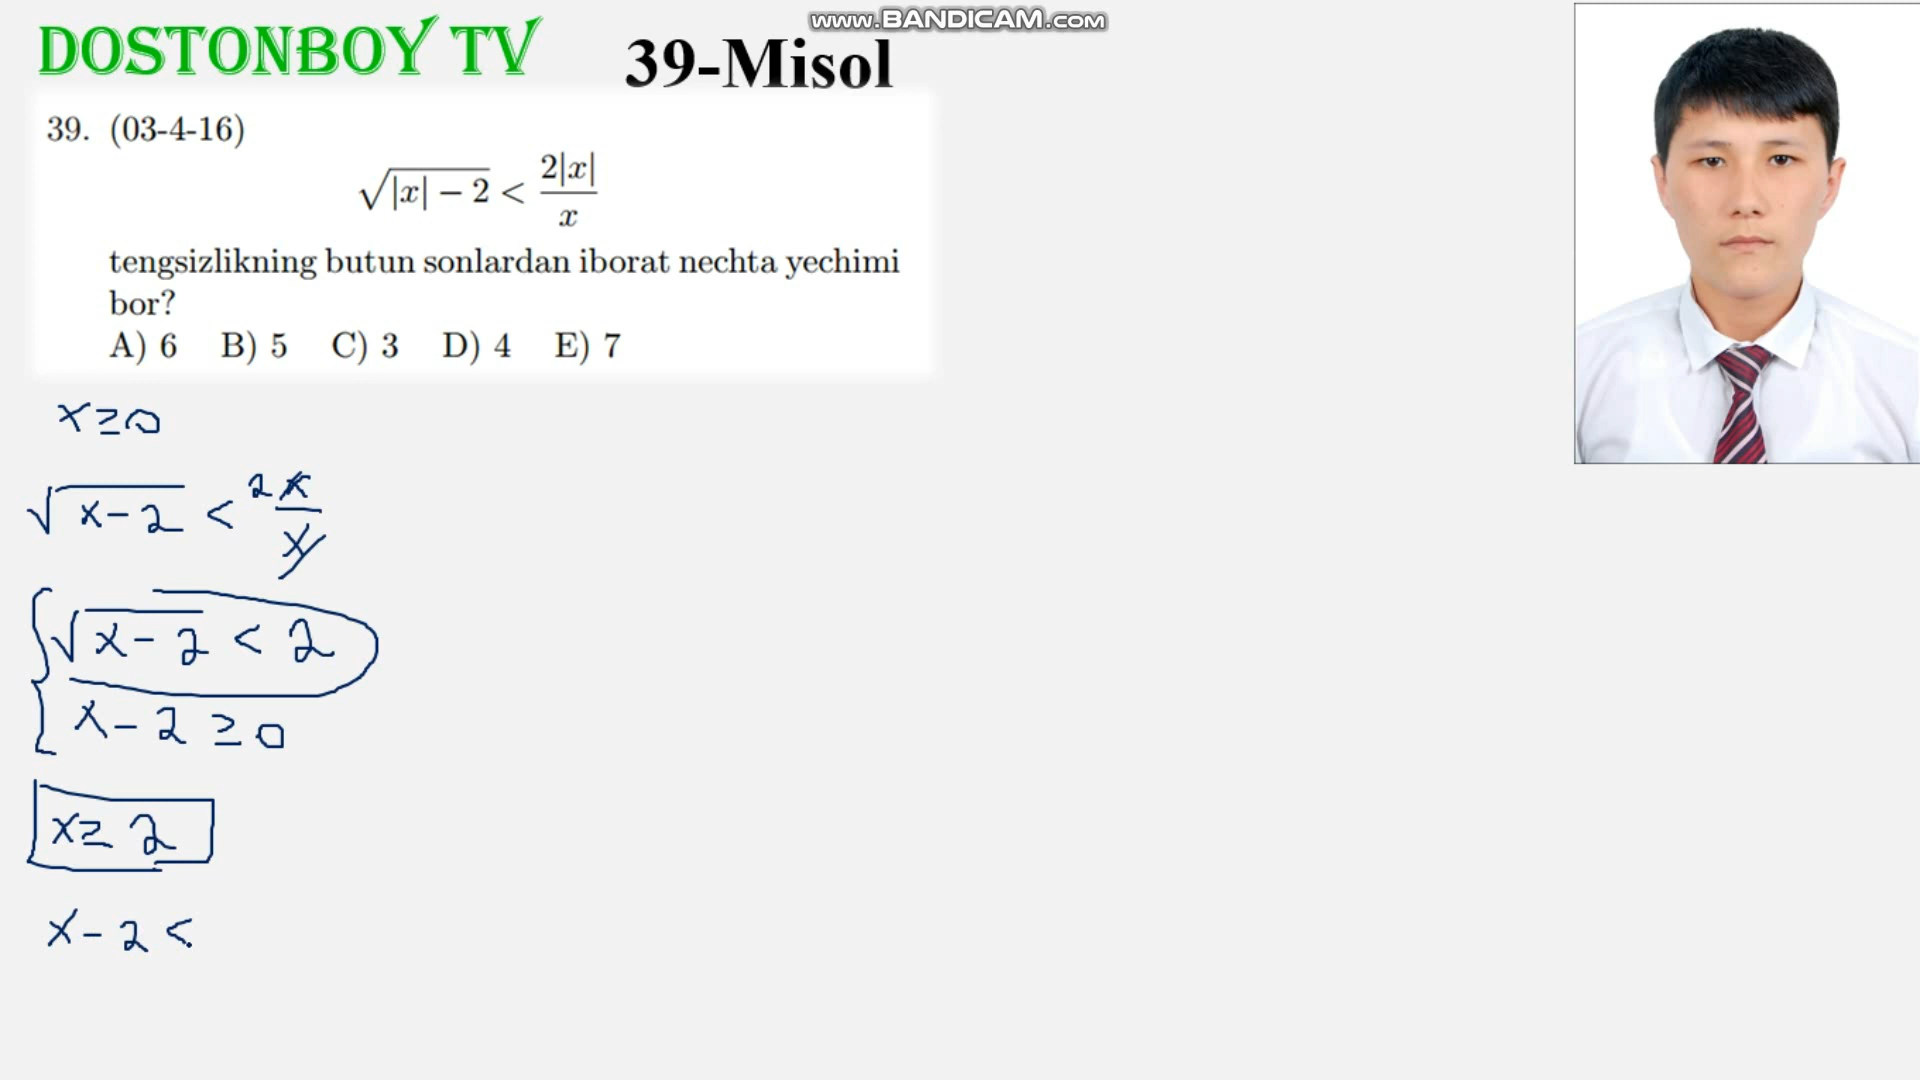 www.BANDICAM.com
DOSTONBOY TV
39-Misol
39. (03-4-16)
√|x| − 2 < 2|x|/x
tengsizlikning butun sonlardan iborat nechta yechimi
bor?
A) 6 B) 5 C) 3 D) 4 E) 7
x ≥ 0
√x − 2 < 2x/x
√x − 2 < 2
x − 2 ≥ 0
x ≥ 2
x − 2 <